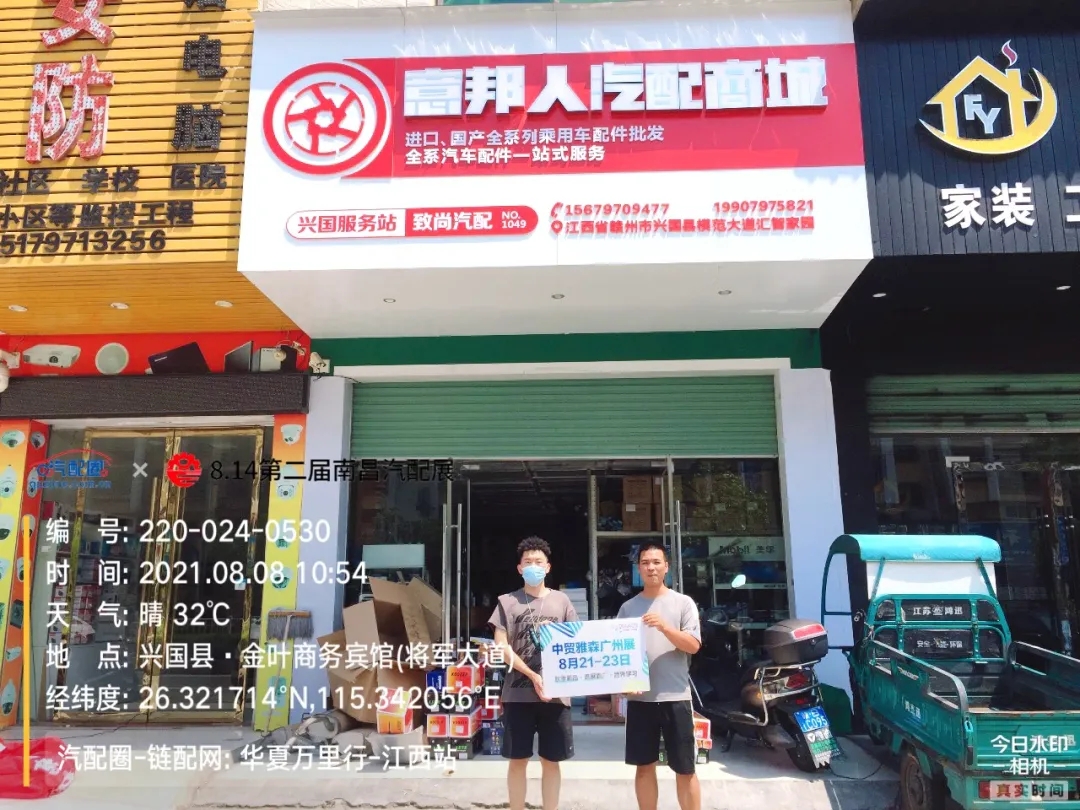 安防
电脑
社区 学校 医院
小区等监控工程
15179713256
意邦人汽配商城
进口、国产全系列乘用车配件批发
全系汽车配件一站式服务
兴国服务站 致尚汽配 NO.1049
15679709477 19907975821
江西省赣州市兴国县模范大道汇智家园
FY
家装 工
汽配圈 × 8.14第二届南昌汽配展
编 号: 220-024-0530
时 间: 2021.08.08 10:54
天 气: 晴 32℃
地 点: 兴国县·金叶商务宾馆(将军大道)
经纬度: 26.321714°N,115.342056°E
汽配圈-链配网: 华夏万里行-江西站
Mobil 美孚
中贸雅森广州展
8月21-23日
今日水印
相机
真实时间